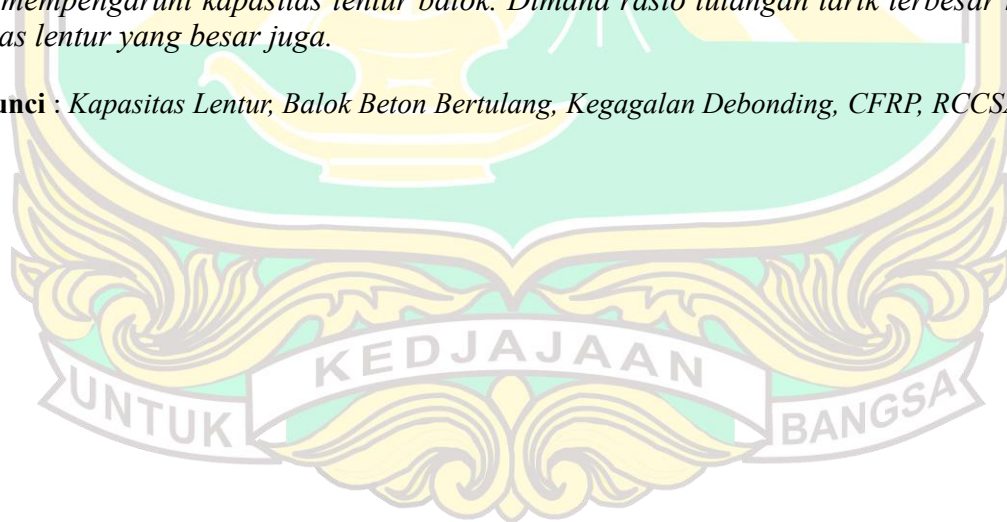 mempengaruhi kapasitas lentur balok. Dimana rasio tulangan tarik terbesar
as lentur yang besar juga.
unci : Kapasitas Lentur, Balok Beton Bertulang, Kegagalan Debonding, CFRP, RCCS
UNTUK KEDJAJAAN BANGSA